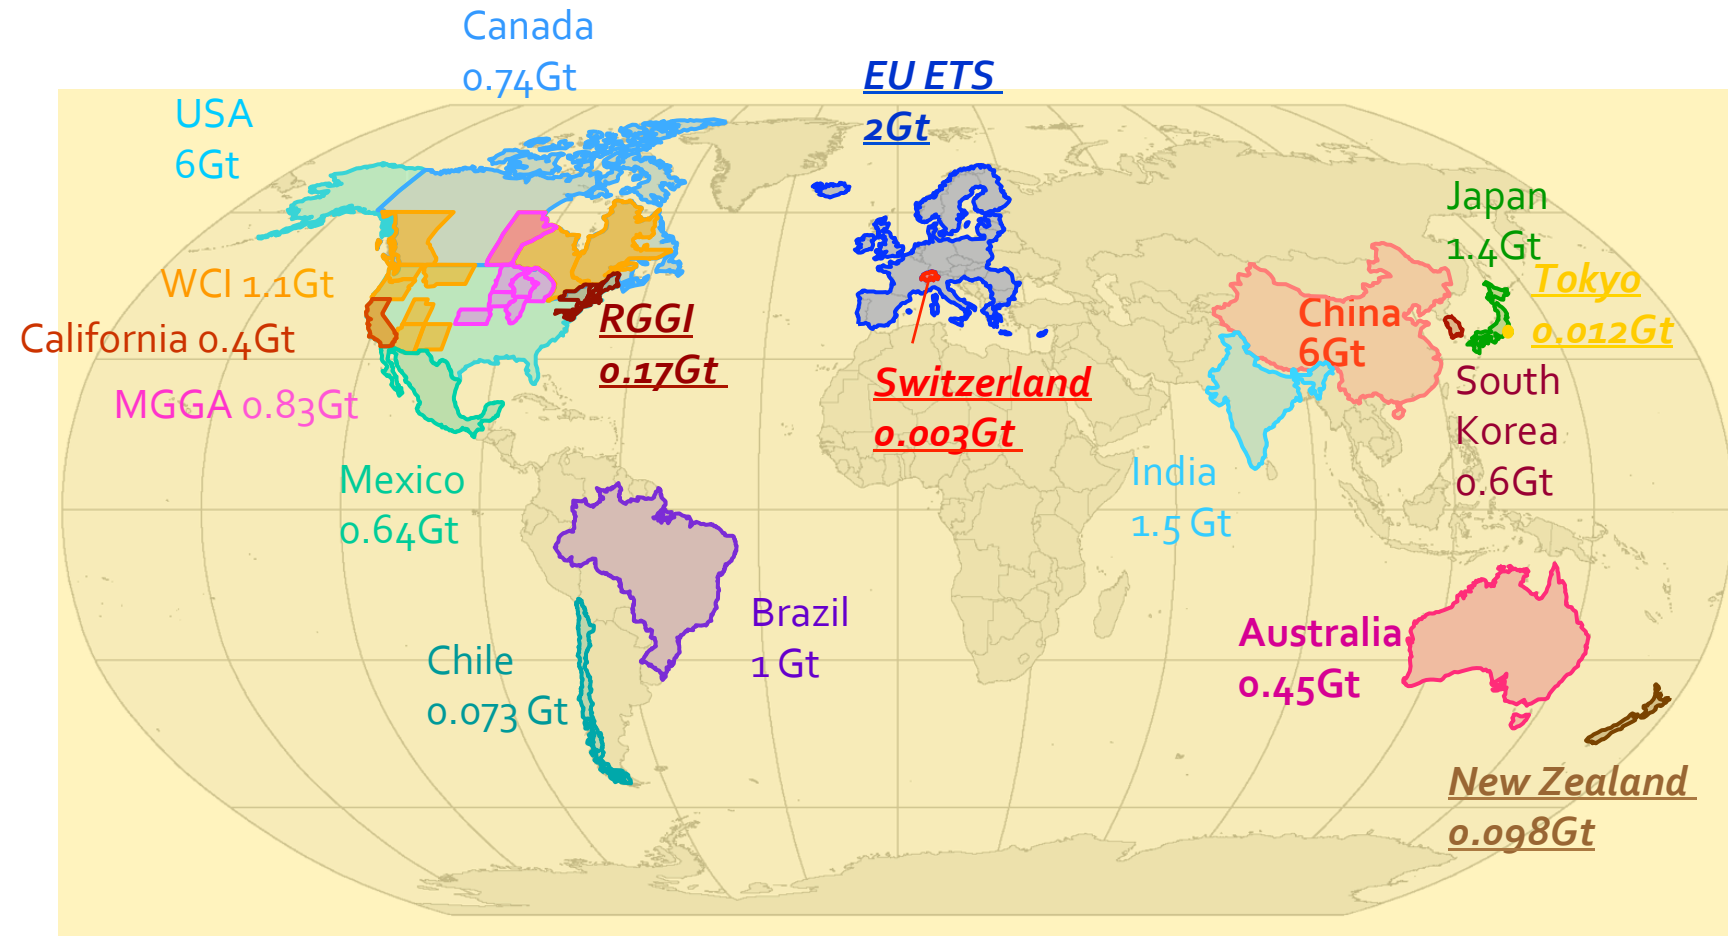 Canada
0.74Gt
USA
6Gt
EU ETS
2Gt
Japan
1.4Gt
WCI 1.1Gt
Tokyo
0.012Gt
California 0.4Gt
RGGI
0.17Gt
China
6Gt
MGGA 0.83Gt
Switzerland
0.003Gt
South
Korea
0.6Gt
Mexico
0.64Gt
India
1.5 Gt
Brazil
1 Gt
Chile
0.073 Gt
Australia
0.45Gt
New Zealand
0.098Gt